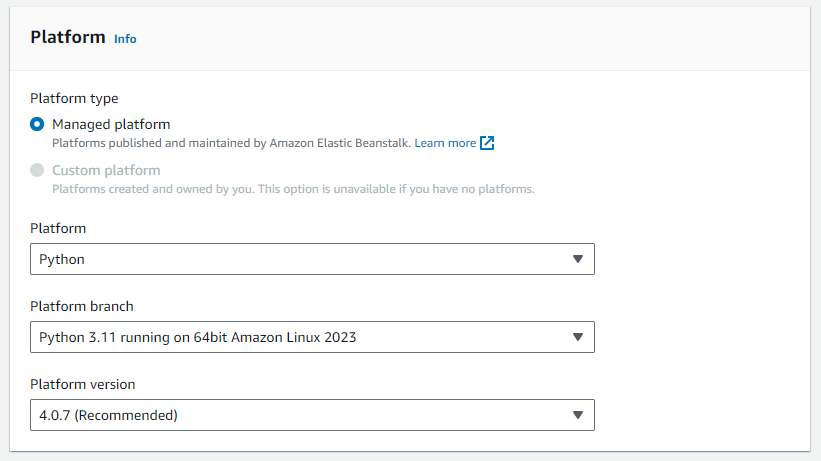 Platform Info
Platform type
Managed platform
Platforms published and maintained by Amazon Elastic Beanstalk. Learn more
Custom platform
Platforms created and owned by you. This option is unavailable if you have no platforms.
Platform
Python
Platform branch
Python 3.11 running on 64bit Amazon Linux 2023
Platform version
4.0.7 (Recommended)